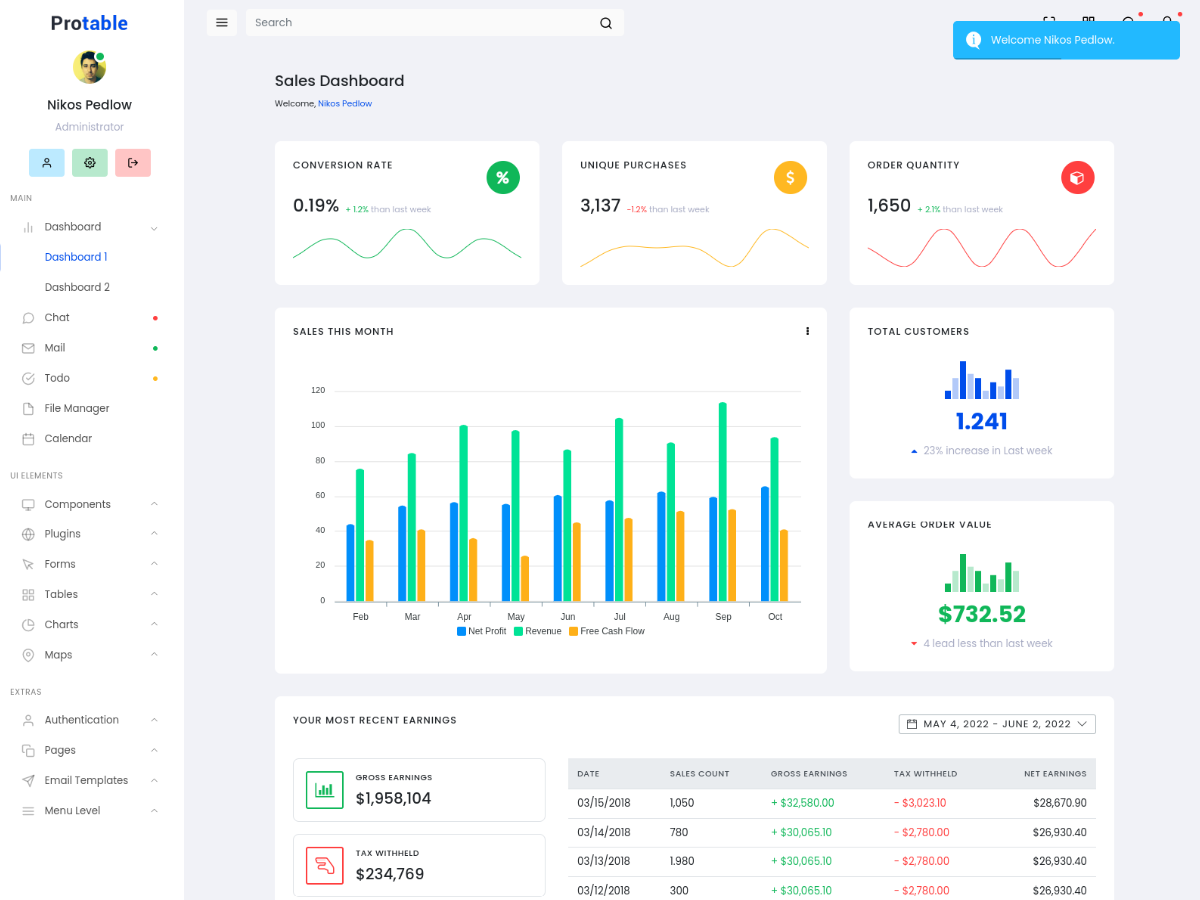 Protable
Nikos Pedlow
Administrator
MAIN
Dashboard
Dashboard 1
Dashboard 2
Chat
Mail
Todo
File Manager
Calendar
UI ELEMENTS
Components
Plugins
Forms
Tables
Charts
Maps
EXTRAS
Authentication
Pages
Email Templates
Menu Level
Search
Welcome Nikos Pedlow.
Sales Dashboard
Welcome, Nikos Pedlow
CONVERSION RATE
0.19% + 1.2% than last week
UNIQUE PURCHASES
3,137 -1.2% than last week
ORDER QUANTITY
1,650 + 2.1% than last week
SALES THIS MONTH
120
100
80
60
40
20
0
Feb Mar Apr May Jun Jul Aug Sep Oct
Net Profit Revenue Free Cash Flow
TOTAL CUSTOMERS
1.241
23% increase in Last week
AVERAGE ORDER VALUE
$732.52
4 lead less than last week
YOUR MOST RECENT EARNINGS
MAY 4, 2022 - JUNE 2, 2022
GROSS EARNINGS
$1,958,104
TAX WITHELD
$234,769
DATE SALES COUNT GROSS EARNINGS TAX WITHHELD NET EARNINGS
03/15/2018 1,050 + $32,580.00 - $3,023.10 $28,670.90
03/14/2018 780 + $30,065.10 - $2,780.00 $26,930.40
03/13/2018 1.980 + $30,065.10 - $2,780.00 $26,930.40
03/12/2018 300 + $30,065.10 - $2,780.00 $26,930.40